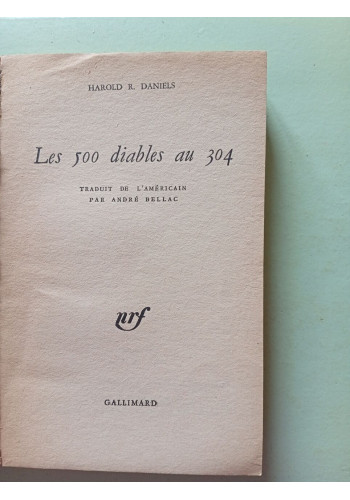 HAROLD R. DANIELS
Les 500 diables au 304
TRADUIT DE L'AMÉRICAIN
PAR ANDRÉ BELLAC
nrf
GALLIMARD